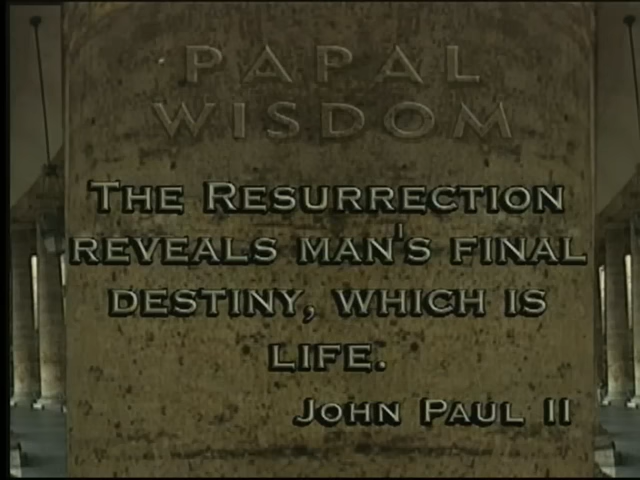 PAPAL
WISDOM
THE RESURRECTION
REVEALS MAN'S FINAL
DESTINY, WHICH IS
LIFE.
JOHN PAUL II